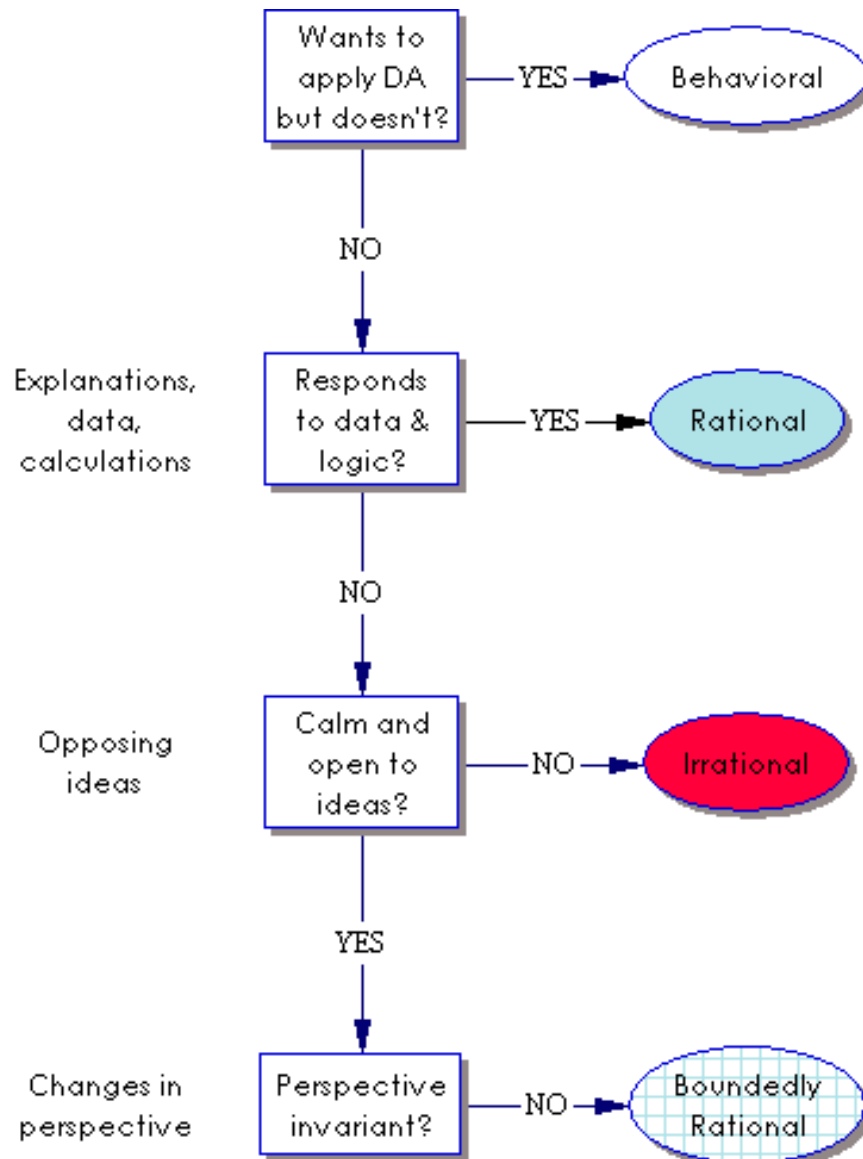 Wants to
apply DA
but doesn't?
YES
Behavioral
NO
Explanations,
data,
calculations
Responds
to data &
logic?
YES
Rational
NO
Opposing
ideas
Calm and
open to
ideas?
NO
Irrational
YES
Changes in
perspective
Perspective
invariant?
NO
Boundedly
Rational